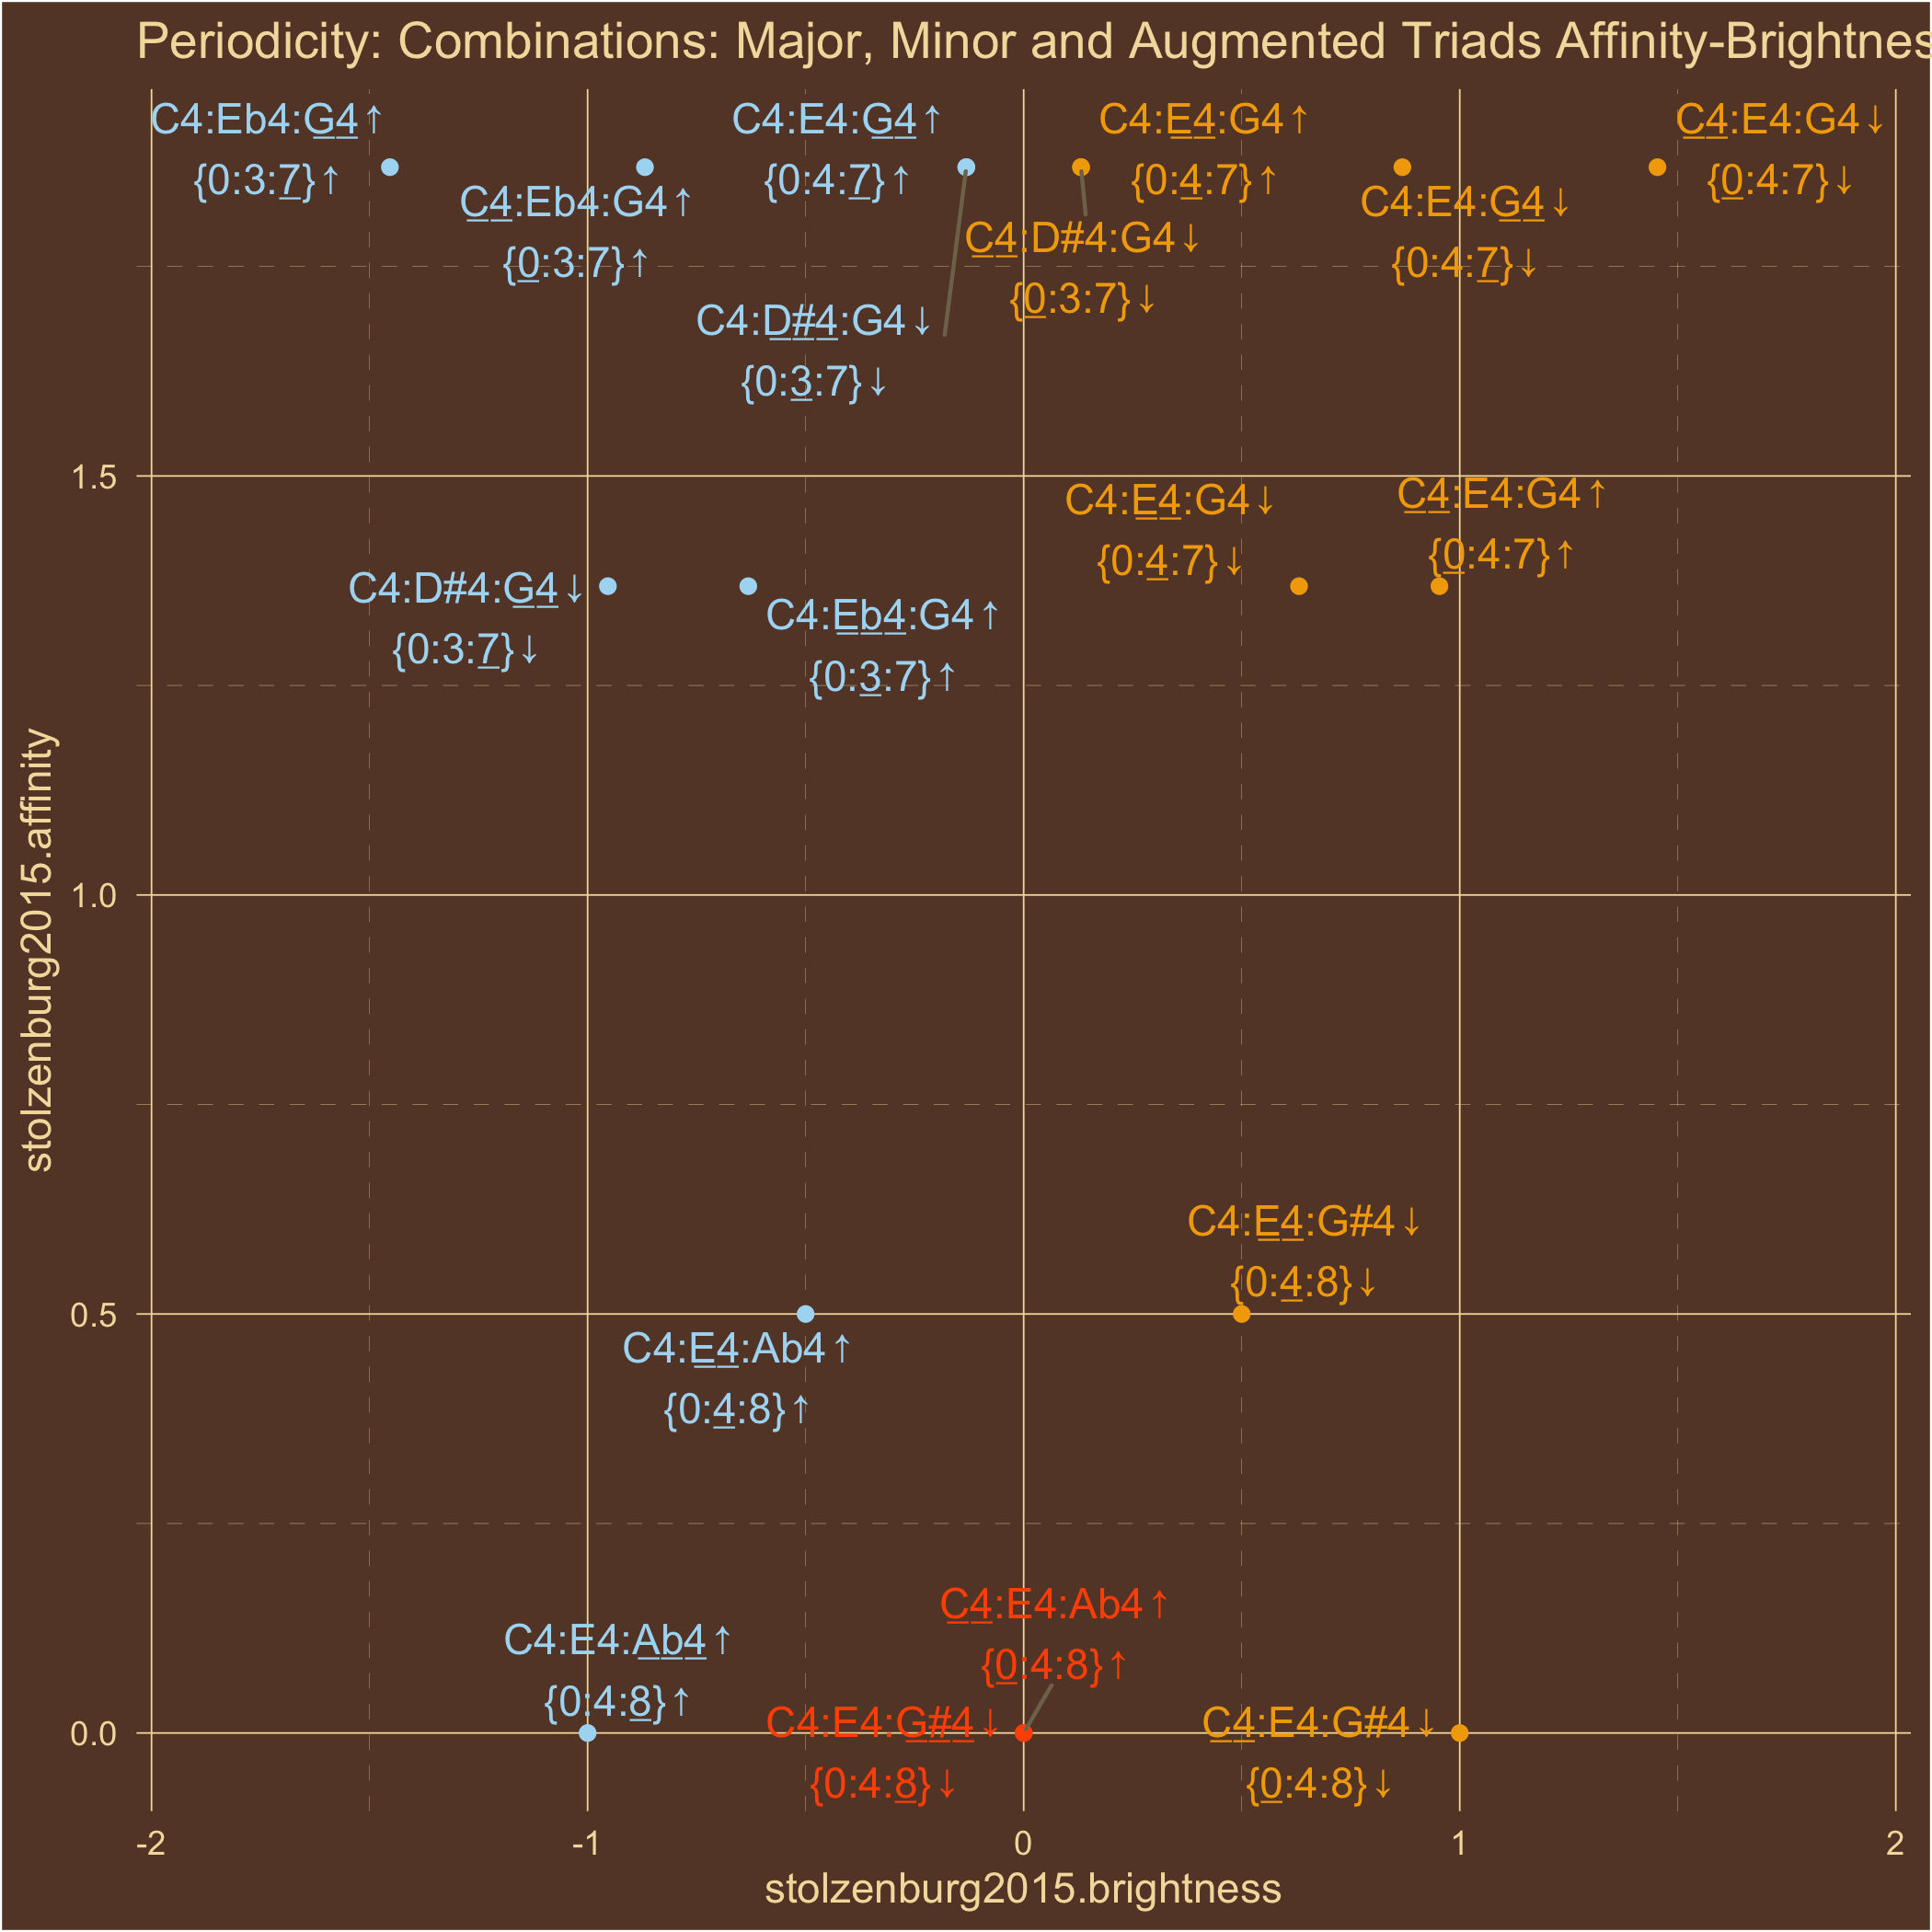 Periodicity: Combinations: Major, Minor and Augmented Triads Affinity-Brightnes
C4:Eb4:G4↑
{0:3:7}↑
C4:Eb4:G4↑
{0:3:7}↑
C4:E4:G4↑
{0:4:7}↑
C4:D#4:G4↓
{0:3:7}↓
C4:E4:G4↑
{0:4:7}↑
C4:D#4:G4↓
{0:3:7}↓
C4:E4:G4↓
{0:4:7}↓
C4:E4:G4↓
{0:4:7}↓
1.5
C4:E4:G4↓
{0:4:7}↓
C4:E4:G4↑
{0:4:7}↑
C4:D#4:G4↓
{0:3:7}↓
C4:Eb4:G4↑
{0:3:7}↑
1.0
stolzenburg2015.affinity
C4:E4:G#4↓
{0:4:8}↓
0.5
C4:E4:Ab4↑
{0:4:8}↑
C4:E4:Ab4↑
{0:4:8}↑
C4:E4:Ab4↑
{0:4:8}↑
0.0
C4:E4:G#4↓
{0:4:8}↓
C4:E4:G#4↓
{0:4:8}↓
-2
-1
0
1
2
stolzenburg2015.brightness